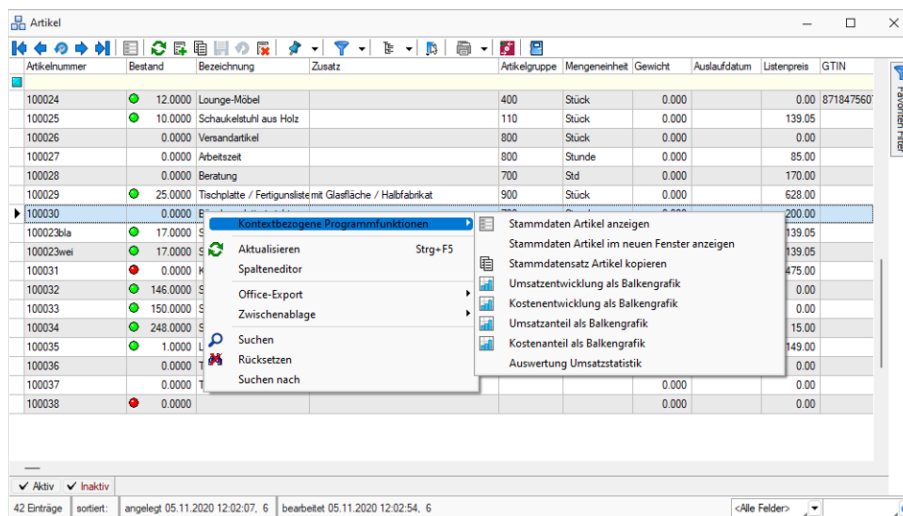 Artikel
Artikelnummer Bestand Bezeichnung Zusatz Artikelgruppe Mengeneinheit Gewicht Auslaufdatum Listenpreis GTIN
100024 12.0000 Lounge-Möbel 400 Stück 0.000 0.00 871847560
100025 10.0000 Schaukelstuhl aus Holz 110 Stück 0.000 139.05
100026 0.0000 Versandartikel 800 Stück 0.000 0.00
100027 0.0000 Arbeitszeit 800 Stunde 0.000 85.00
100028 0.0000 Beratung 700 Std 0.000 170.00
100029 25.0000 Tischplatte / Fertigungsliste mit Glasfläche / Halbfabrikat 900 Stück 0.000 628.00
100030 0.0000 200.00
100023bla 17.0000 S 139.05
100023wei 17.0000 S 139.05
100031 0.0000 K 475.00
100032 146.0000 S 0.00
100033 150.0000 S 0.00
100034 248.0000 S 15.00
100035 1.0000 L 149.00
100036 0.0000 T 0.00
100037 0.0000 T 0.000 0.00
100038 0.0000 0.000 0.00
Kontextbezogene Programmfunktionen
Aktualisieren Strg+F5
Spalteneditor
Office-Export
Zwischenablage
Suchen
Rücksetzen
Suchen nach
Stammdaten Artikel anzeigen
Stammdaten Artikel im neuen Fenster anzeigen
Stammdatensatz Artikel kopieren
Umsatzentwicklung als Balkengrafik
Kostenentwicklung als Balkengrafik
Umsatzanteil als Balkengrafik
Kostenanteil als Balkengrafik
Auswertung Umsatzstatistik
Favoriten Filter
Aktiv Inaktiv
42 Einträge sortiert: angelegt 05.11.2020 12:02:07, 6 bearbeitet 05.11.2020 12:02:54, 6 <Alle Felder>